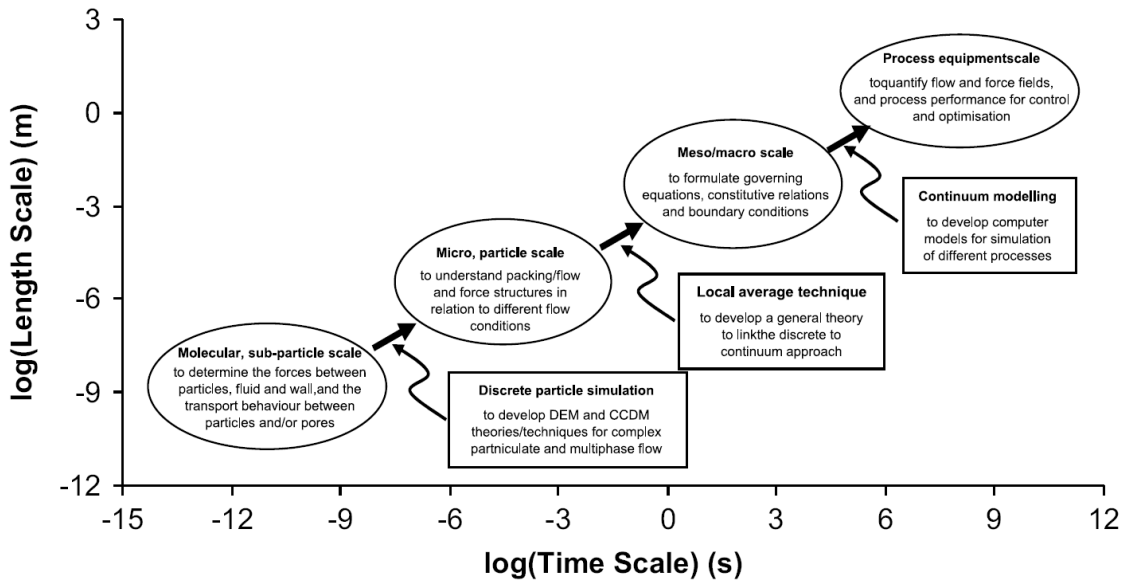 3
0
-3
-6
-9
-12
log(Length Scale) (m)
Process equipmentscale
toquantify flow and force fields,
and process performance for control
and optimisation
Meso/macro scale
to formulate governing
equations, constitutive relations
and boundary conditions
Continuum modelling
to develop computer
models for simulation
of different processes
Micro, particle scale
to understand packing/flow
and force structures in
relation to different flow
conditions
Local average technique
to develop a general theory
to linkthe discrete to
continuum approach
Molecular, sub-particle scale
to determine the forces between
particles, fluid and wall,and the
transport behaviour between
particles and/or pores
Discrete particle simulation
to develop DEM and CCDM
theories/techniques for complex
partniculate and multiphase flow
-15 -12 -9 -6 -3 0 3 6 9 12
log(Time Scale) (s)